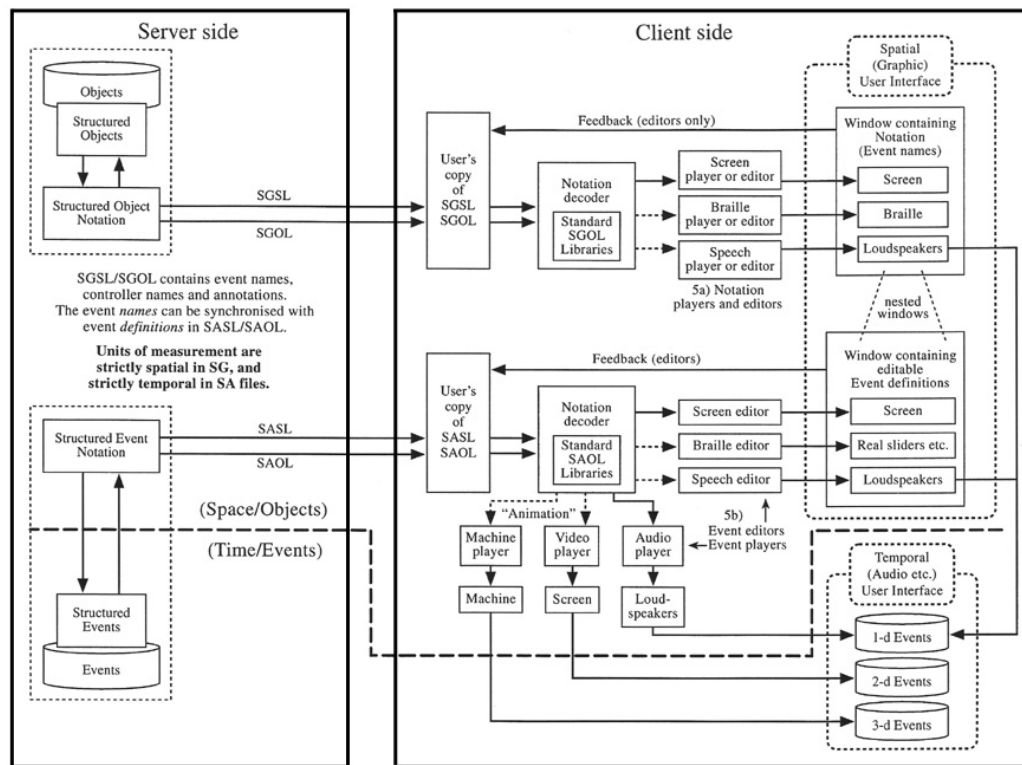 Server side
Objects
Structured
Objects
Structured Object
Notation
SGSL
SGOL
SGSL/SGOL contains event names,
controller names and annotations.
The event names can be synchronised with
event definitions in SASL/SAOL.
Units of measurement are
strictly spatial in SG, and
strictly temporal in SA files.
Structured Event
Notation
SASL
SAOL
(Space/Objects)
(Time/Events)
Structured
Events
Events
Client side
Spatial
(Graphic)
User Interface
Feedback (editors only)
User's
copy
of
SGSL
SGOL
Notation
decoder
Standard
SGOL
Libraries
Screen
player or editor
Braille
player or editor
Speech
player or editor
5a) Notation
players and editors
Window containing
Notation
(Event names)
Screen
Braille
Loudspeakers
nested
windows
Feedback (editors)
User's
copy
of
SASL
SAOL
Notation
decoder
Standard
SAOL
Libraries
Screen editor
Braille editor
Speech editor
Window containing
editable
Event definitions
Screen
Real sliders etc.
Loudspeakers
"Animation"
5b)
Event editors
Event players
Machine
player
Video
player
Audio
player
Machine
Screen
Loud-
speakers
Temporal
(Audio etc.)
User Interface
1-d Events
2-d Events
3-d Events